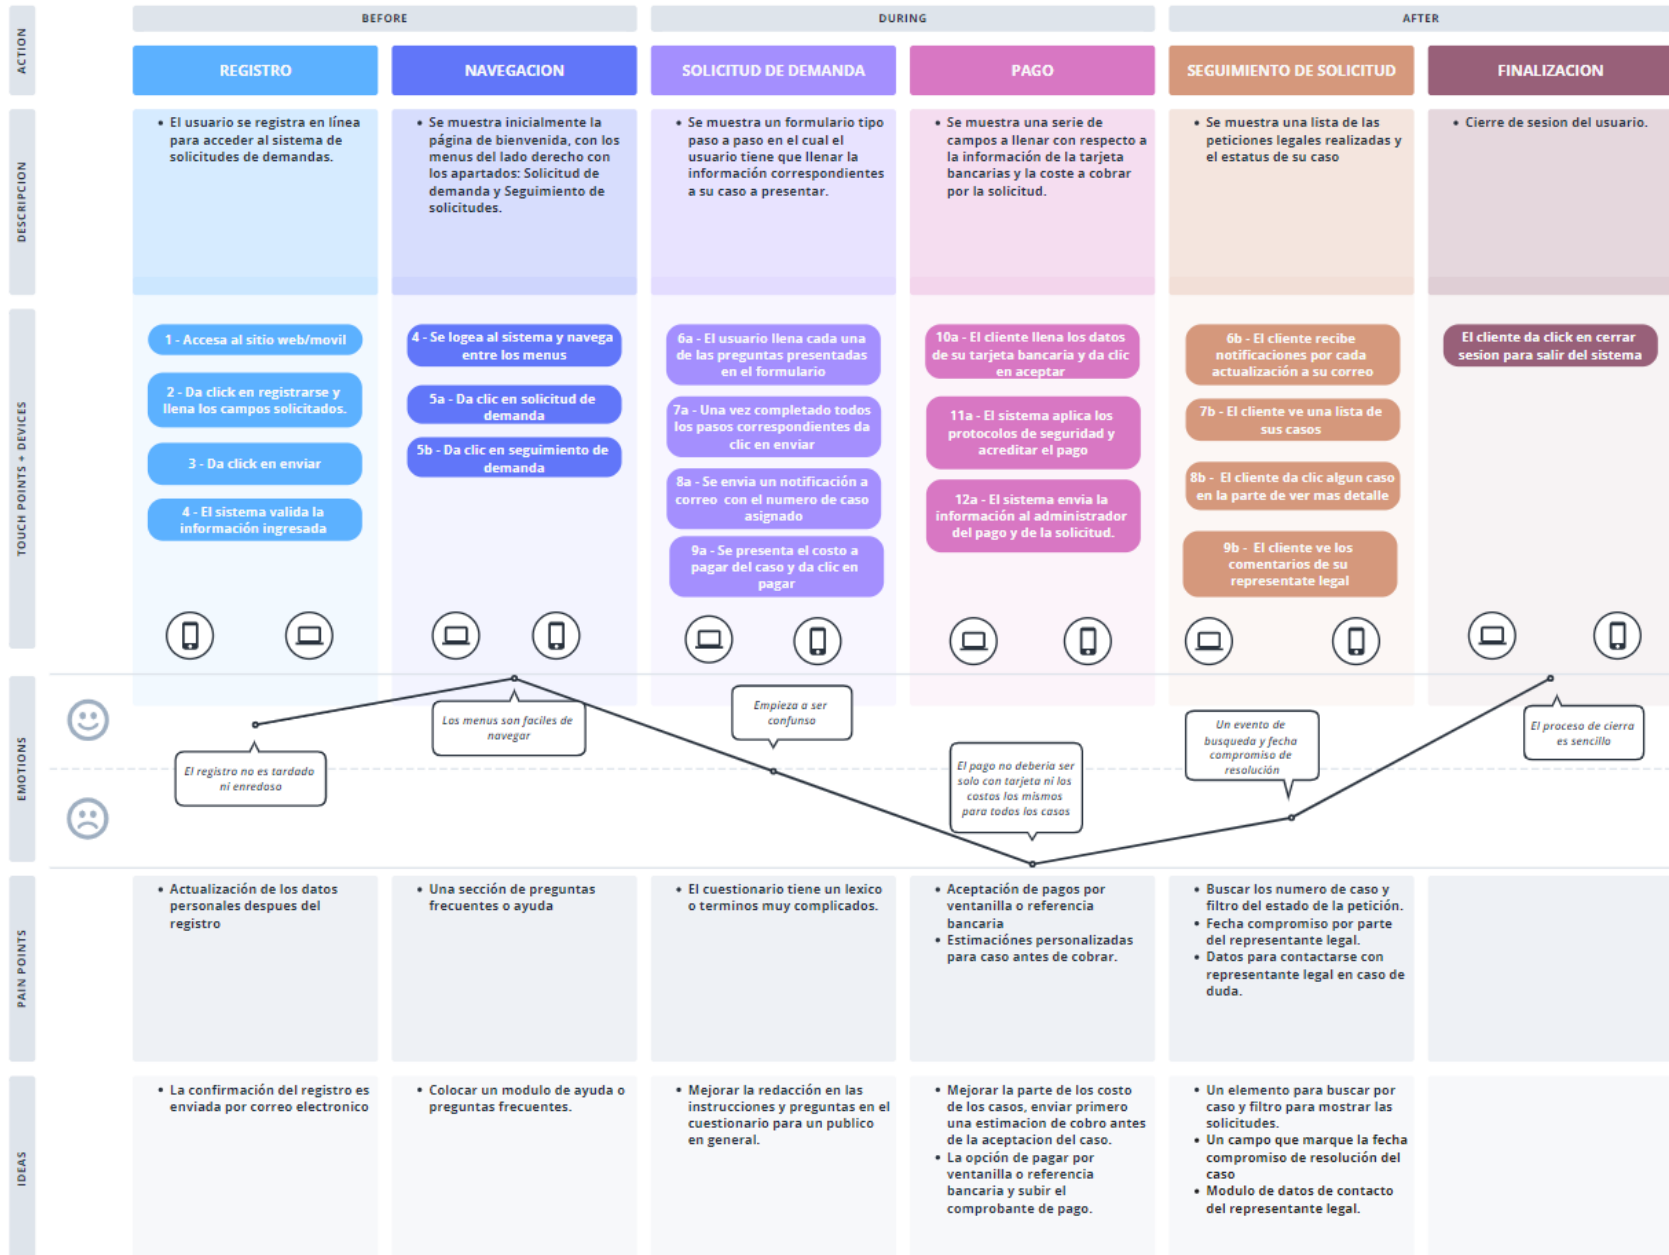 ACTION
BEFORE
DURING
AFTER
REGISTRO
NAVEGACION
SOLICITUD DE DEMANDA
PAGO
SEGUIMIENTO DE SOLICITUD
FINALIZACION
DESCRIPCION
• El usuario se registra en línea
para acceder al sistema de
solicitudes de demandas.
• Se muestra inicialmente la
página de bienvenida, con los
menus del lado derecho con
los apartados: Solicitud de
demanda y Seguimiento de
solicitudes.
• Se muestra un formulario tipo
paso a paso en el cual el
usuario tiene que llenar la
información correspondientes
a su caso a presentar.
• Se muestra una serie de
campos a llenar con respecto a
la información de la tarjeta
bancarias y la coste a cobrar
por la solicitud.
• Se muestra una lista de las
peticiones legales realizadas y
el estatus de su caso
• Cierre de sesion del usuario.
TOUCH POINTS + DEVICES
1 - Accesa al sitio web/movil
2 - Da click en registrarse y
llena los campos solicitados.
3 - Da click en enviar
4 - El sistema valida la
información ingresada
4 - Se logea al sistema y navega
entre los menus
5a - Da clic en solicitud de
demanda
5b - Da clic en seguimiento de
demanda
6a - El usuario llena cada una
de las preguntas presentadas
en el formulario
7a - Una vez completado todos
los pasos correspondientes da
clic en enviar
8a - Se envia un notificación a
correo con el numero de caso
asignado
9a - Se presenta el costo a
pagar del caso y da clic en
pagar
10a - El cliente llena los datos
de su tarjeta bancaria y da clic
en aceptar
11a - El sistema aplica los
protocolos de seguridad y
acreditar el pago
12a - El sistema envia la
información al administrador
del pago y de la solicitud.
6b - El cliente recibe
notificaciones por cada
actualización a su correo
7b - El cliente ve una lista de
sus casos
8b - El cliente da clic algun caso
en la parte de ver mas detalle
9b - El cliente ve los
comentarios de su
representate legal
El cliente da click en cerrar
sesion para salir del sistema
EMOTIONS
El registro no es tardado
ni enredoso
Los menus son faciles de
navegar
Empieza a ser
confunso
El pago no deberia ser
solo con tarjeta ni los
costos los mismos
para todos los casos
Un evento de
busqueda y fecha
compromiso de
resolución
El proceso de cierra
es sencillo
PAIN POINTS
• Actualización de los datos
personales despues del
registro
• Una sección de preguntas
frecuentes o ayuda
• El cuestionario tiene un lexico
o terminos muy complicados.
• Aceptación de pagos por
ventanilla o referencia
bancaria
• Estimaciónes personalizadas
para caso antes de cobrar.
• Buscar los numero de caso y
filtro del estado de la petición.
• Fecha compromiso por parte
del representante legal.
• Datos para contactarse con
representante legal en caso de
duda.
IDEAS
• La confirmación del registro es
enviada por correo electronico
• Colocar un modulo de ayuda o
preguntas frecuentes.
• Mejorar la redacción en las
instrucciones y preguntas en el
cuestionario para un publico
en general.
• Mejorar la parte de los costo
de los casos, enviar primero
una estimacion de cobro antes
de la aceptacion del caso.
• La opción de pagar por
ventanilla o referencia
bancaria y subir el
comprobante de pago.
• Un elemento para buscar por
caso y filtro para mostrar las
solicitudes.
• Un campo que marque la fecha
compromiso de resolución del
caso
• Modulo de datos de contacto
del representante legal.